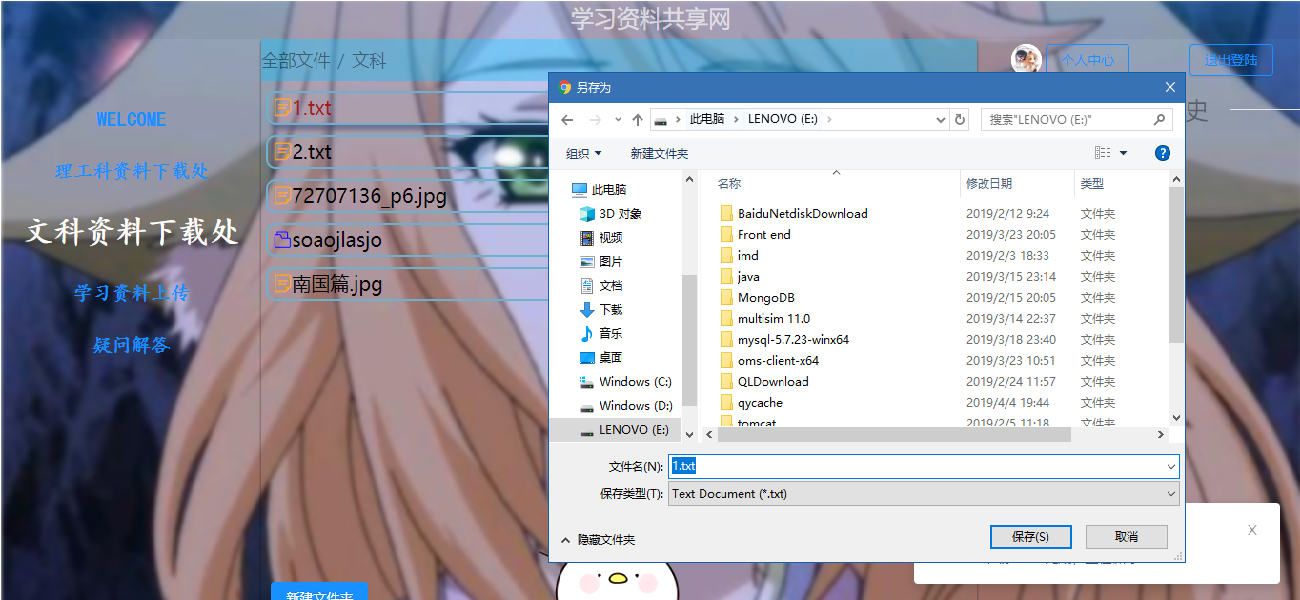 学习资料共享网
全部文件 / 文科
个人中心
退出登陆
WELCOME
理工科资料下载处
文科资料下载处
学习资料上传
疑问解答
1.txt
2.txt
72707136_p6.jpg
soaojlasjo
南国篇.jpg
新建文件夹
史
另存为
此电脑 › LENOVO (E:) ›
搜索"LENOVO (E:)"
组织
新建文件夹
此电脑
3D 对象
视频
图片
文档
下载
音乐
桌面
Windows (C:)
Windows (D:)
LENOVO (E:)
名称 修改日期 类型
BaiduNetdiskDownload 2019/2/12 9:24 文件夹
Front end 2019/3/23 20:05 文件夹
imd 2019/2/3 18:33 文件夹
java 2019/3/15 23:14 文件夹
MongoDB 2019/2/15 20:05 文件夹
multisim 11.0 2019/3/14 22:37 文件夹
mysql-5.7.23-winx64 2019/3/18 23:40 文件夹
oms-client-x64 2019/3/23 10:51 文件夹
QLDownload 2019/2/24 11:57 文件夹
qycache 2019/4/4 19:44 文件夹
tomcat 2019/2/5 11:18 文件夹
文件名(N): 1.txt
保存类型(T): Text Document (*.txt)
隐藏文件夹
保存(S)
取消